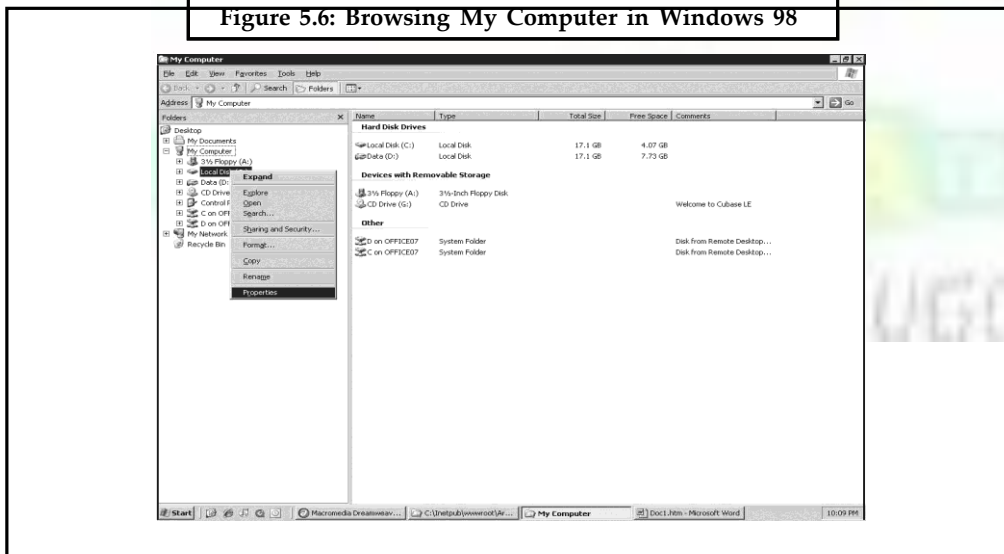 Figure 5.6: Browsing My Computer in Windows 98
My Computer
File Edit View Favorites Tools Help
Back Search Folders
Address My Computer Go
Folders
Name Type Total Size Free Space Comments
Desktop
My Documents
My Computer
3½ Floppy (A:)
Local Dis
Data (D:
CD Drive
Control P
C on OFF
D on OFF
My Network
Recycle Bin
Expand
Explore
Open
Search...
Sharing and Security...
Format...
Copy
Rename
Properties
Hard Disk Drives
Local Disk (C:) Local Disk 17.1 GB 4.07 GB
Data (D:) Local Disk 17.1 GB 7.73 GB
Devices with Removable Storage
3½ Floppy (A:) 3½-Inch Floppy Disk
CD Drive (G:) CD Drive Welcome to Cubase LE
Other
D on OFFICE07 System Folder Disk from Remote Desktop...
C on OFFICE07 System Folder Disk from Remote Desktop...
Start Macromedia Dreamweav... C:\Inetpub\wwwroot\Ar... My Computer Doc1.htm - Microsoft Word 10:09 PM